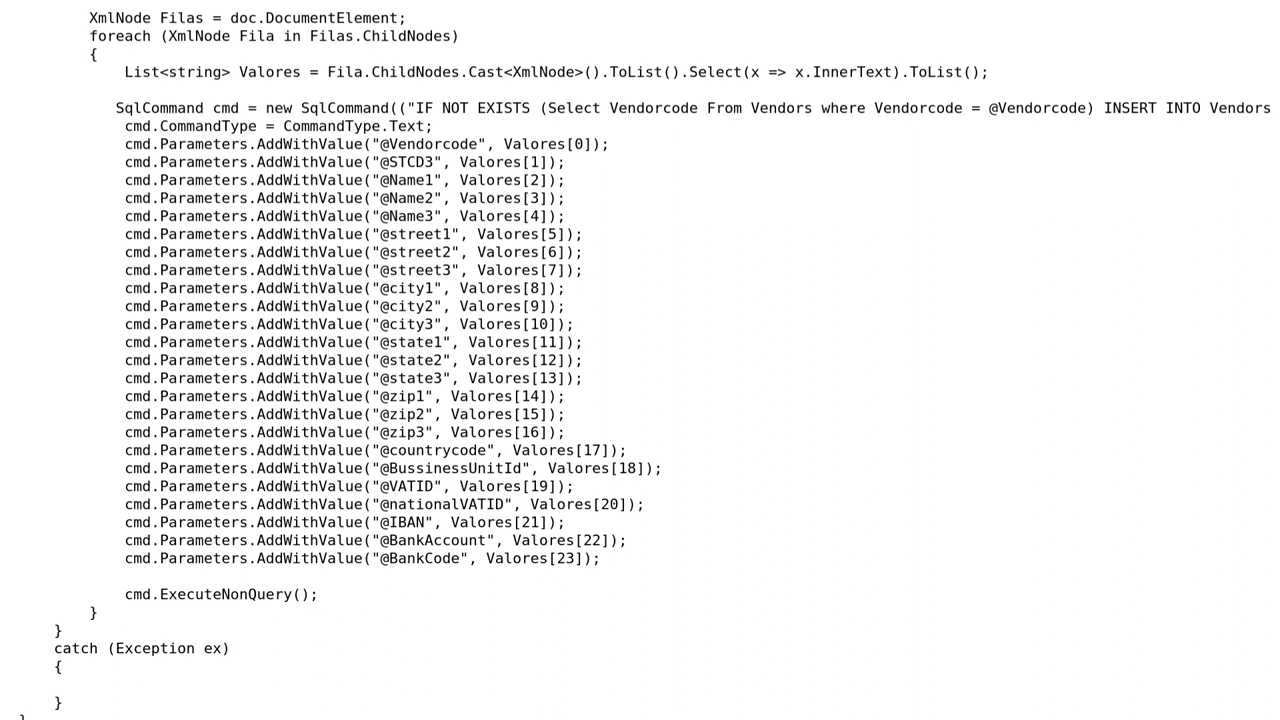 XmlNode Filas = doc.DocumentElement;
foreach (XmlNode Fila in Filas.ChildNodes)
{
List<string> Valores = Fila.ChildNodes.Cast<XmlNode>().ToList().Select(x => x.InnerText).ToList();
SqlCommand cmd = new SqlCommand(("IF NOT EXISTS (Select Vendorcode From Vendors where Vendorcode = @Vendorcode) INSERT INTO Vendors
cmd.CommandType = CommandType.Text;
cmd.Parameters.AddWithValue("@Vendorcode", Valores[0]);
cmd.Parameters.AddWithValue("@STCD3", Valores[1]);
cmd.Parameters.AddWithValue("@Name1", Valores[2]);
cmd.Parameters.AddWithValue("@Name2", Valores[3]);
cmd.Parameters.AddWithValue("@Name3", Valores[4]);
cmd.Parameters.AddWithValue("@street1", Valores[5]);
cmd.Parameters.AddWithValue("@street2", Valores[6]);
cmd.Parameters.AddWithValue("@street3", Valores[7]);
cmd.Parameters.AddWithValue("@city1", Valores[8]);
cmd.Parameters.AddWithValue("@city2", Valores[9]);
cmd.Parameters.AddWithValue("@city3", Valores[10]);
cmd.Parameters.AddWithValue("@state1", Valores[11]);
cmd.Parameters.AddWithValue("@state2", Valores[12]);
cmd.Parameters.AddWithValue("@state3", Valores[13]);
cmd.Parameters.AddWithValue("@zip1", Valores[14]);
cmd.Parameters.AddWithValue("@zip2", Valores[15]);
cmd.Parameters.AddWithValue("@zip3", Valores[16]);
cmd.Parameters.AddWithValue("@countrycode", Valores[17]);
cmd.Parameters.AddWithValue("@BussinessUnitId", Valores[18]);
cmd.Parameters.AddWithValue("@VATID", Valores[19]);
cmd.Parameters.AddWithValue("@nationalVATID", Valores[20]);
cmd.Parameters.AddWithValue("@IBAN", Valores[21]);
cmd.Parameters.AddWithValue("@BankAccount", Valores[22]);
cmd.Parameters.AddWithValue("@BankCode", Valores[23]);
cmd.ExecuteNonQuery();
}
}
catch (Exception ex)
{
}
}